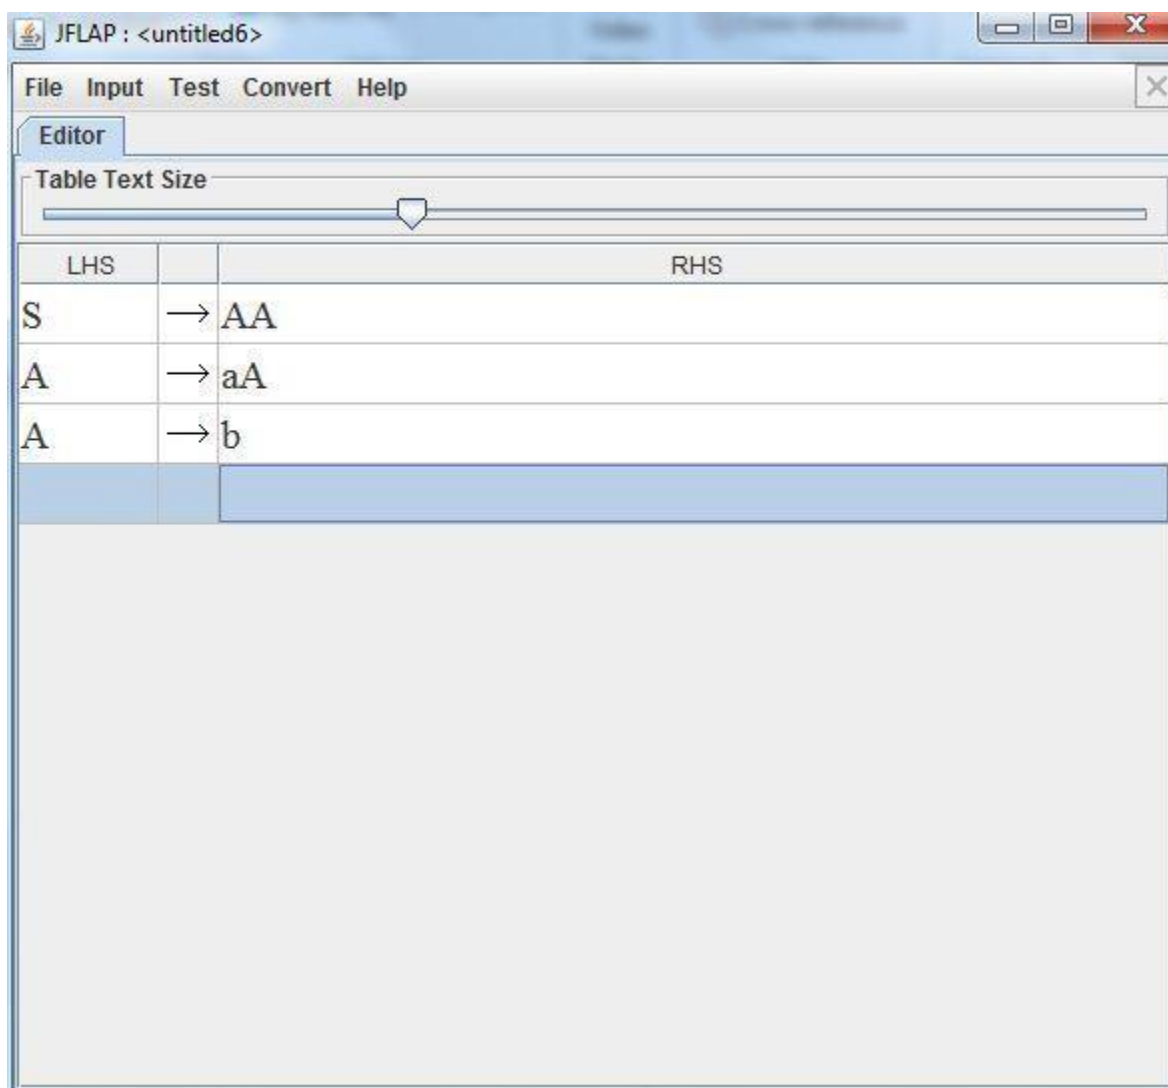 JFLAP : <untitled6>
File Input Test Convert Help
Editor
Table Text Size
LHS RHS
S → AA
A → aA
A → b